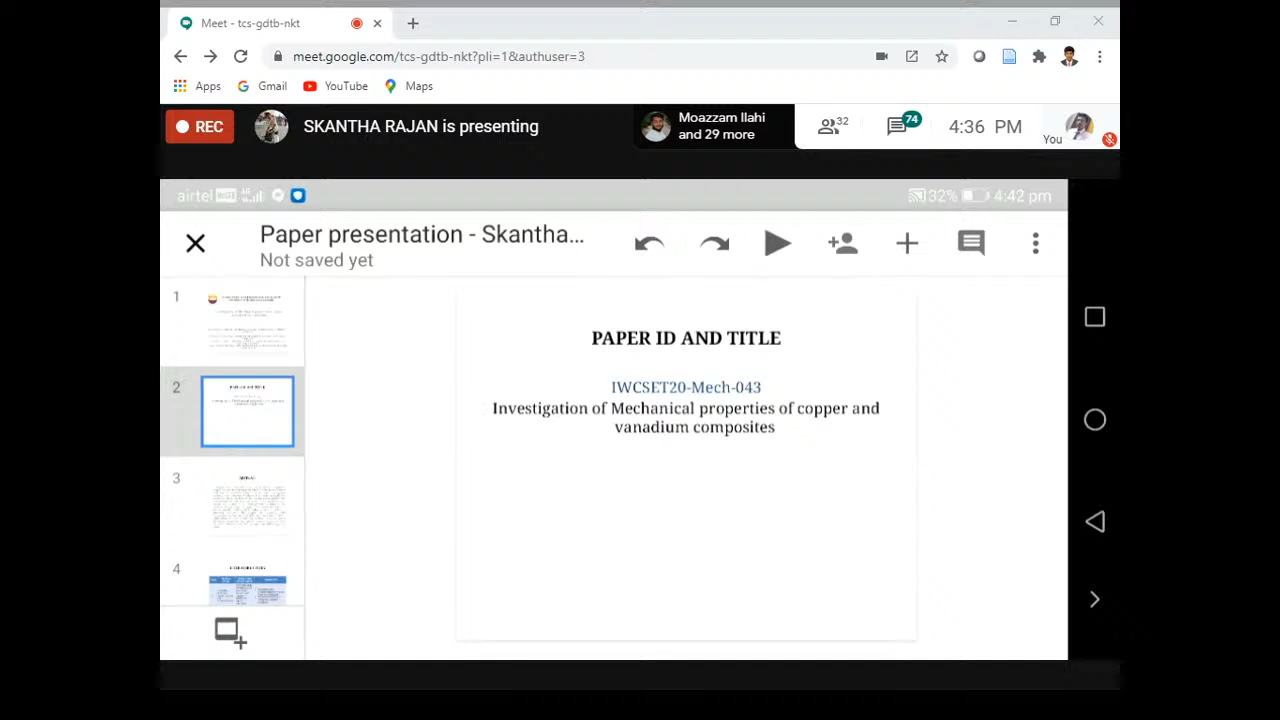 Meet - tcs-gdtb-nkt
meet.google.com/tcs-gdtb-nkt?pli=1&authuser=3
Apps Gmail YouTube Maps
REC
SKANTHA RAJAN is presenting
Moazzam Ilahi
and 29 more
32
74
4:36 PM
You
airtel 32% 4:42 pm
Paper presentation - Skantha...
Not saved yet
1
2
3
4
PAPER ID AND TITLE
IWCSET20-Mech-043
Investigation of Mechanical properties of copper and
vanadium composites